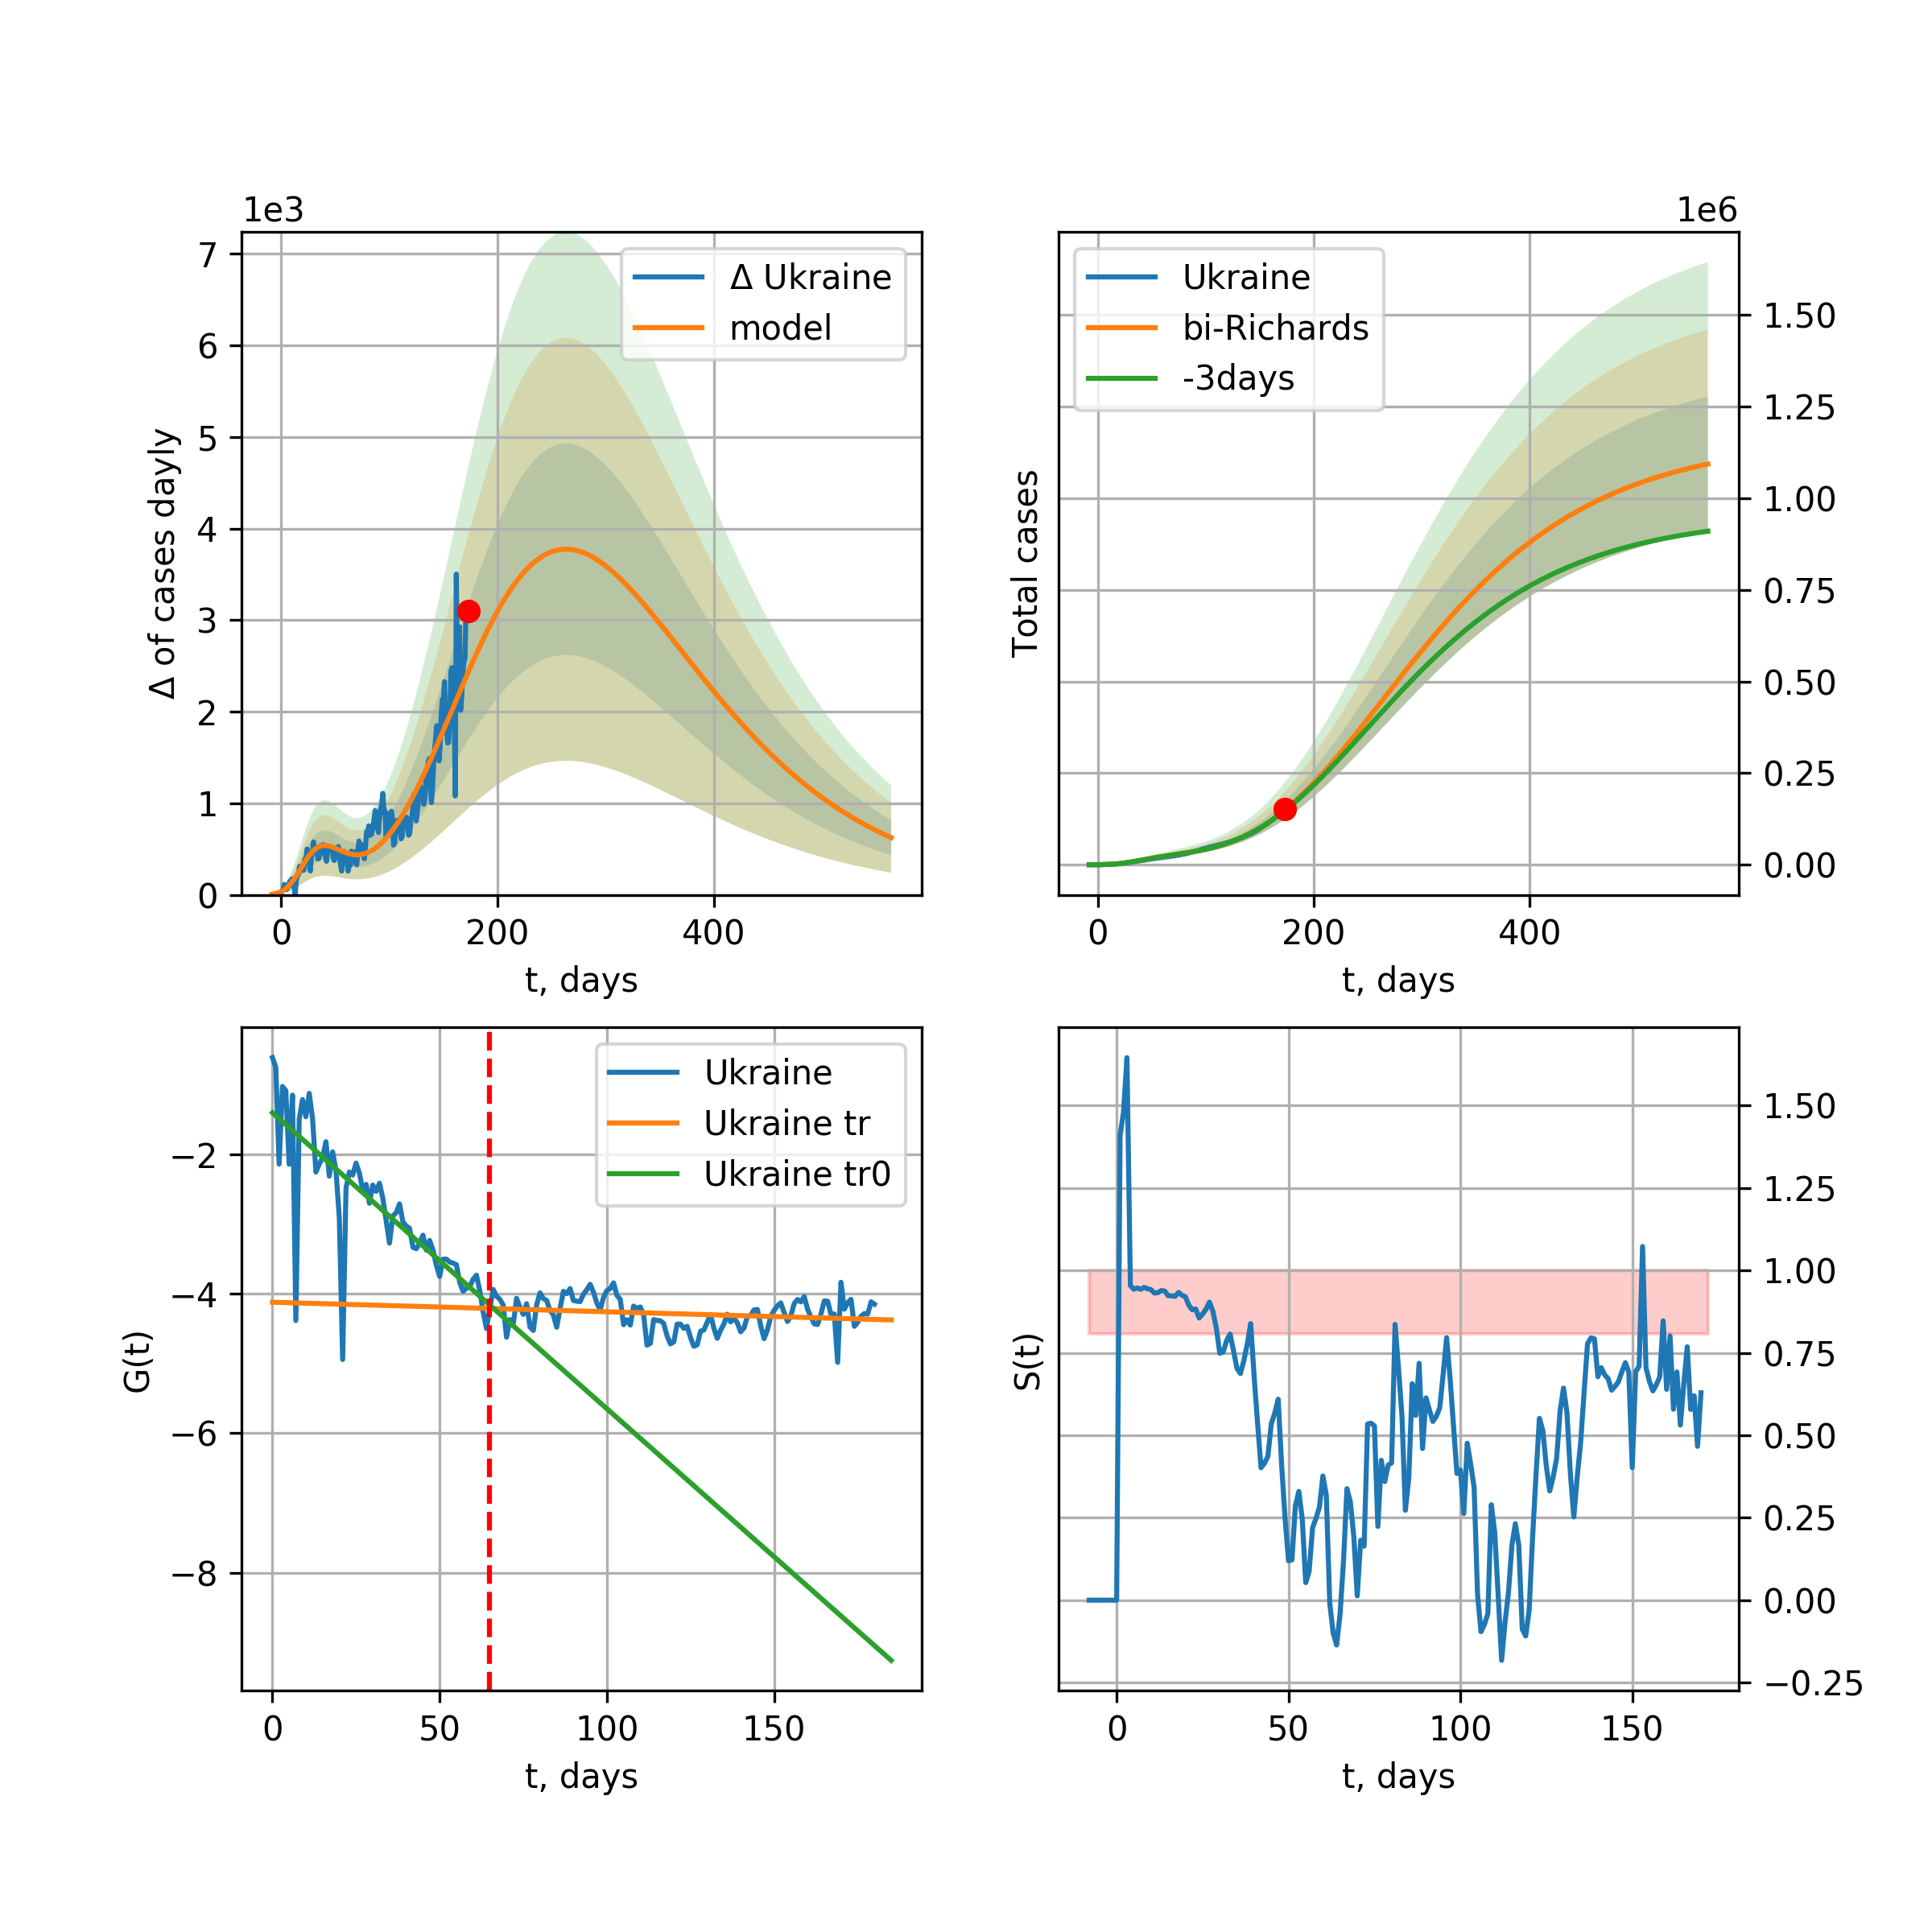 1e3
7
6
5
4
3
2
1
0
Δ of cases dayly
Δ Ukraine
model
0 200 400
t, days
1e6
Ukraine
bi-Richards
-3days
Total cases
1.50
1.25
1.00
0.75
0.50
0.25
0.00
0 200 400
t, days
Ukraine
Ukraine tr
Ukraine tr0
G(t)
−2
−4
−6
−8
0 50 100 150
t, days
S(t)
1.50
1.25
1.00
0.75
0.50
0.25
0.00
−0.25
0 50 100 150
t, days